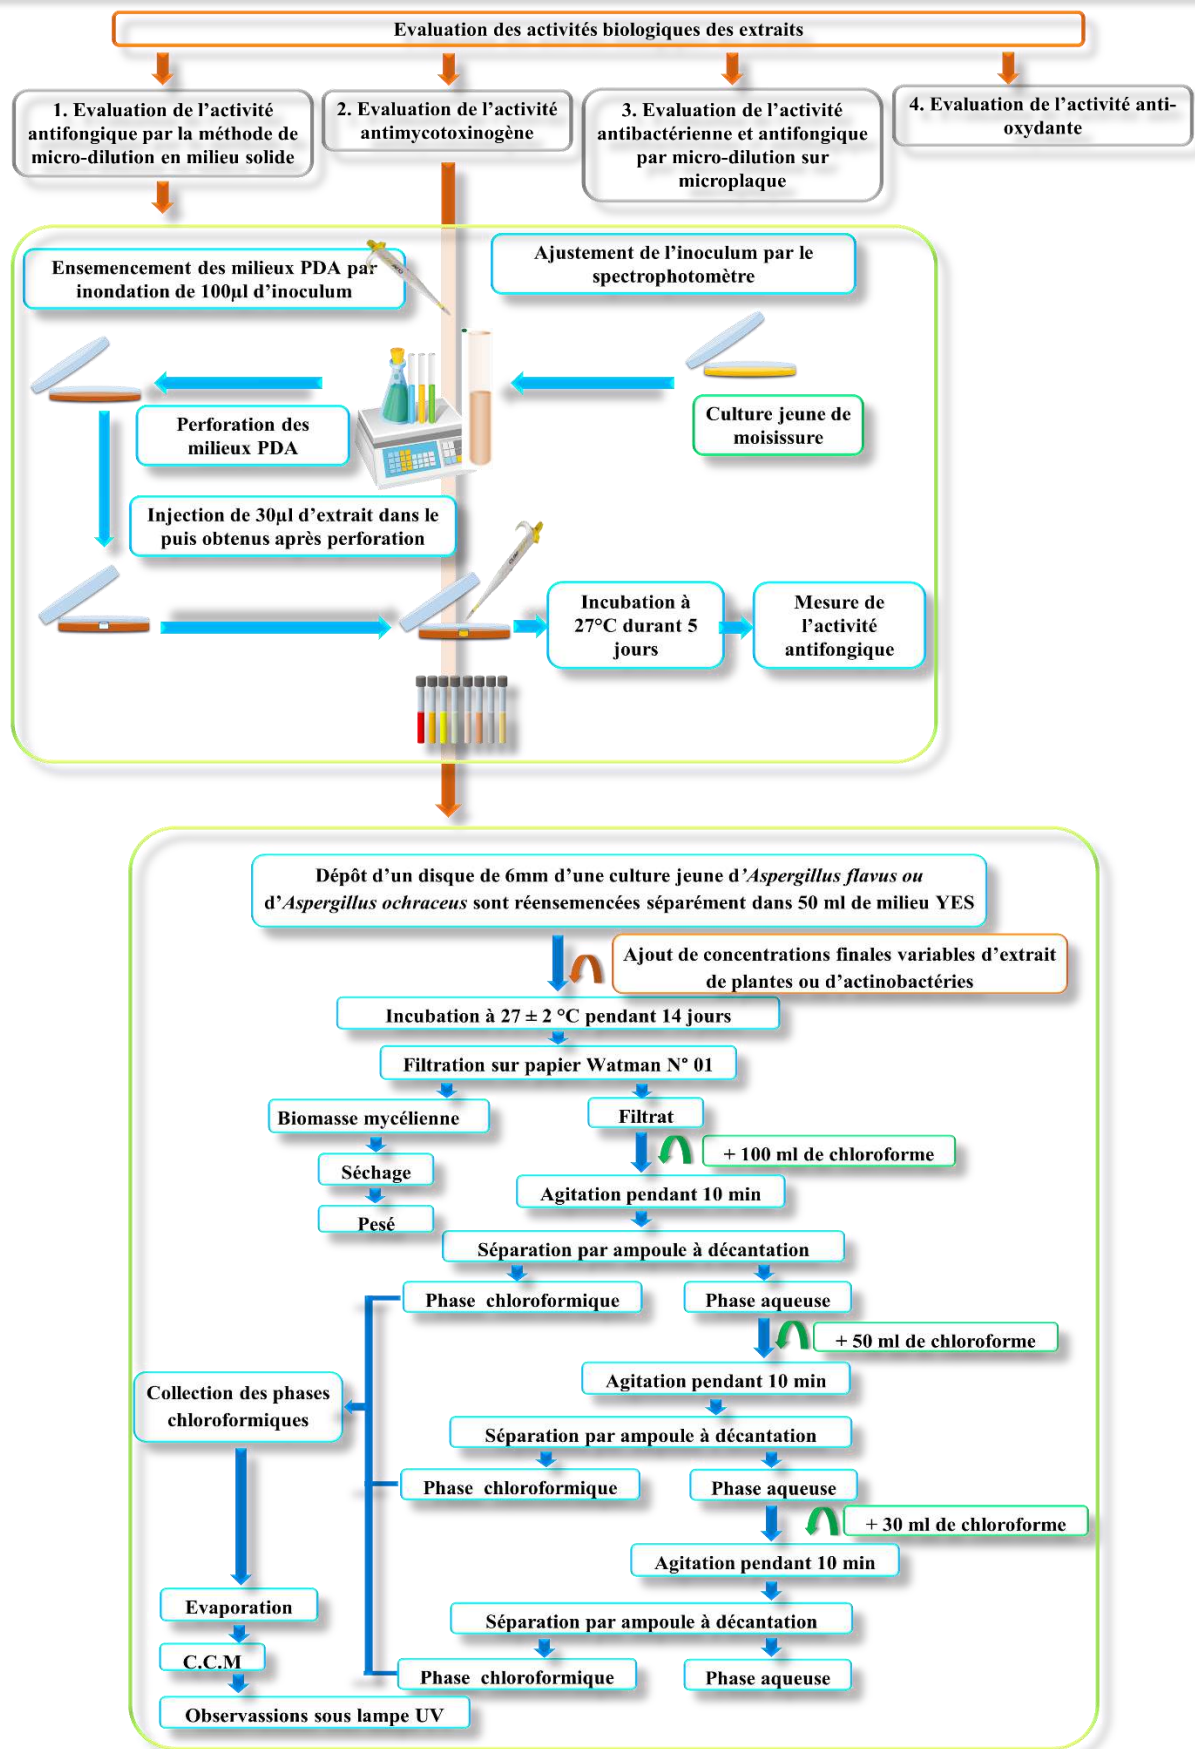 Evaluation des activités biologiques des extraits
1. Evaluation de l’activité
antifongique par la méthode de
micro-dilution en milieu solide
2. Evaluation de l’activité
antimycotoxinogène
3. Evaluation de l’activité
antibactérienne et antifongique
par micro-dilution sur
microplaque
4. Evaluation de l’activité anti-
oxydante
Ensemencement des milieux PDA par
inondation de 100µl d’inoculum
Ajustement de l’inoculum par le
spectrophotomètre
Culture jeune de
moisissure
Perforation des
milieux PDA
Injection de 30µl d’extrait dans le
puis obtenus après perforation
Incubation à
27°C durant 5
jours
Mesure de
l’activité
antifongique
Dépôt d’un disque de 6mm d’une culture jeune d’Aspergillus flavus ou
d’Aspergillus ochraceus sont réensemencées séparément dans 50 ml de milieu YES
Ajout de concentrations finales variables d’extrait
de plantes ou d’actinobactéries
Incubation à 27 ± 2 °C pendant 14 jours
Filtration sur papier Watman N° 01
Biomasse mycélienne
Filtrat
+ 100 ml de chloroforme
Séchage
Agitation pendant 10 min
Pesé
Séparation par ampoule à décantation
Phase chloroformique
Phase aqueuse
+ 50 ml de chloroforme
Agitation pendant 10 min
Collection des phases
chloroformiques
Séparation par ampoule à décantation
Phase chloroformique
Phase aqueuse
+ 30 ml de chloroforme
Agitation pendant 10 min
Evaporation
Séparation par ampoule à décantation
C.C.M
Phase chloroformique
Phase aqueuse
Observassions sous lampe UV